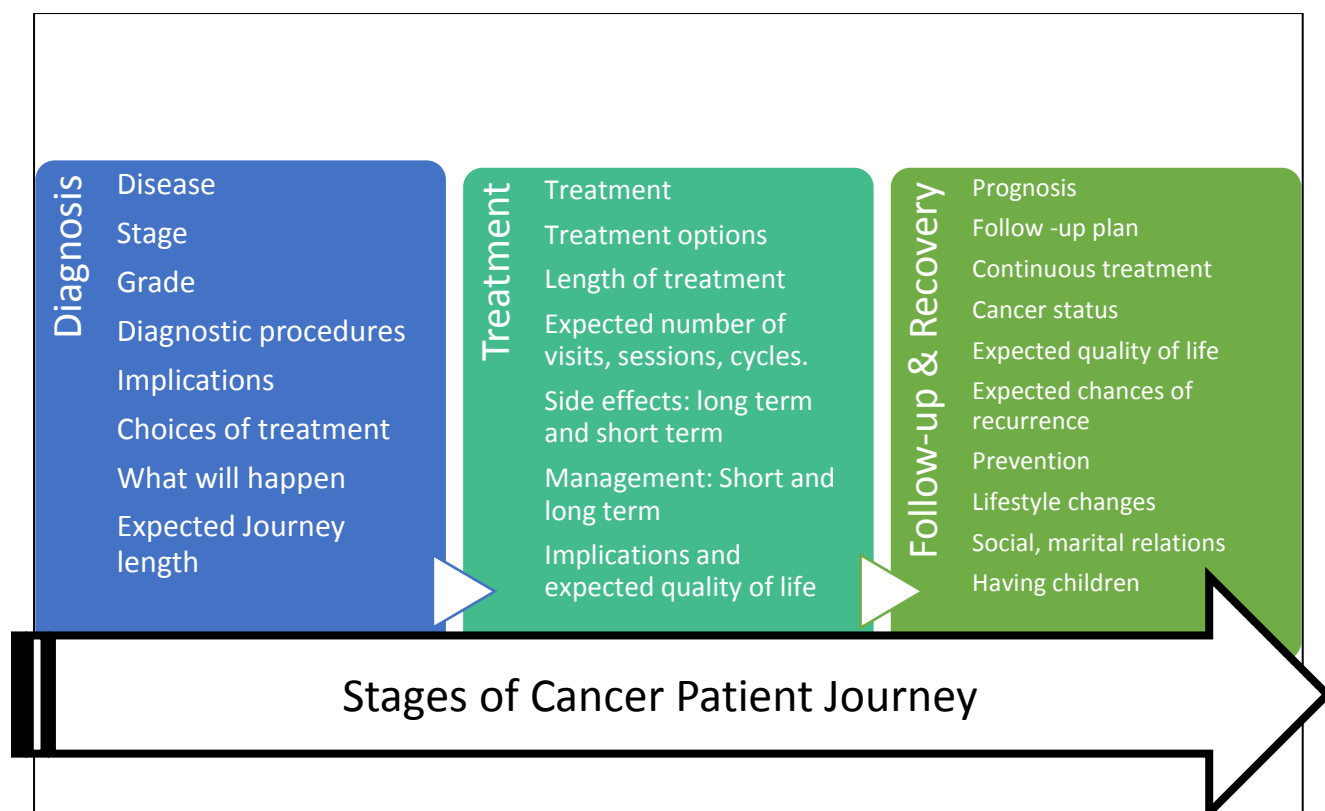 Diagnosis
Disease
Stage
Grade
Diagnostic procedures
Implications
Choices of treatment
What will happen
Expected Journey
length
Treatment
Treatment
Treatment options
Length of treatment
Expected number of
visits, sessions, cycles.
Side effects: long term
and short term
Management: Short and
long term
Implications and
expected quality of life
Follow-up & Recovery
Prognosis
Follow -up plan
Continuous treatment
Cancer status
Expected quality of life
Expected chances of
recurrence
Prevention
Lifestyle changes
Social, marital relations
Having children
Stages of Cancer Patient Journey